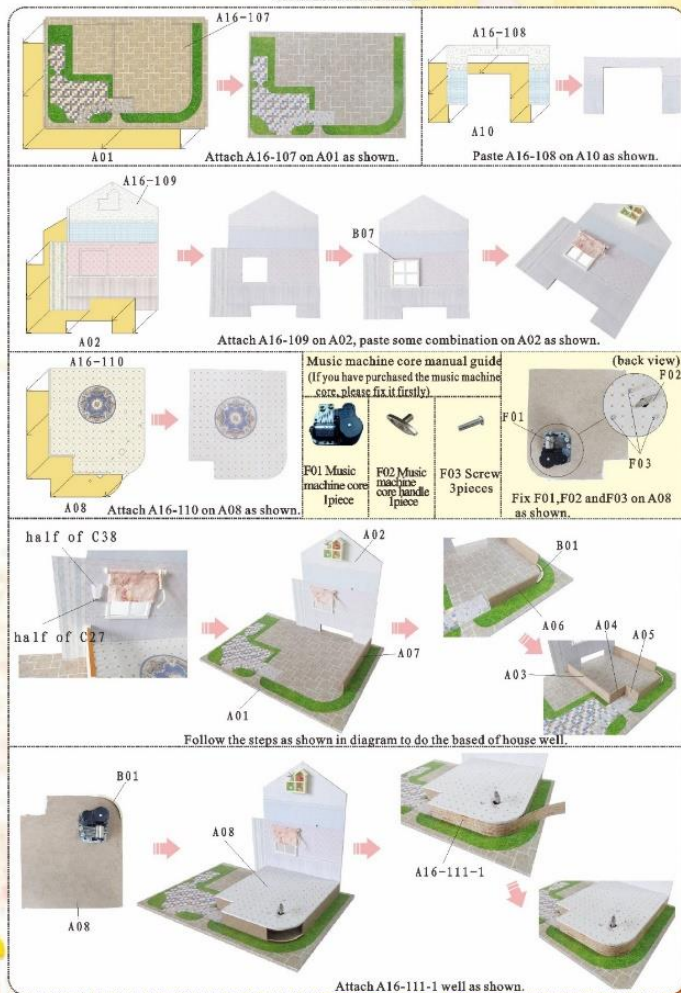 A16-107
A01
Attach A16-107 on A01 as shown.
A16-108
A10
Paste A16-108 on A10 as shown.
A16-109
A02
B07
Attach A16-109 on A02, paste some combination on A02 as shown.
A16-110
A08
Attach A16-110 on A08 as shown.
Music machine core manual guide
(If you have purchased the music machine
core, please fix it firstly)
F01 Music
machine core
1piece
F02 Music
machine
core handle
1piece
F03 Screw
3pieces
(back view)
F02
F01
F03
Fix F01,F02 andF03 on A08
as shown.
half of C38
half of C27
A02
A07
A01
B01
A06
A04
A05
A03
Follow the steps as shown in diagram to do the based of house well.
B01
A08
A08
A16-111-1
Attach A16-111-1 well as shown.